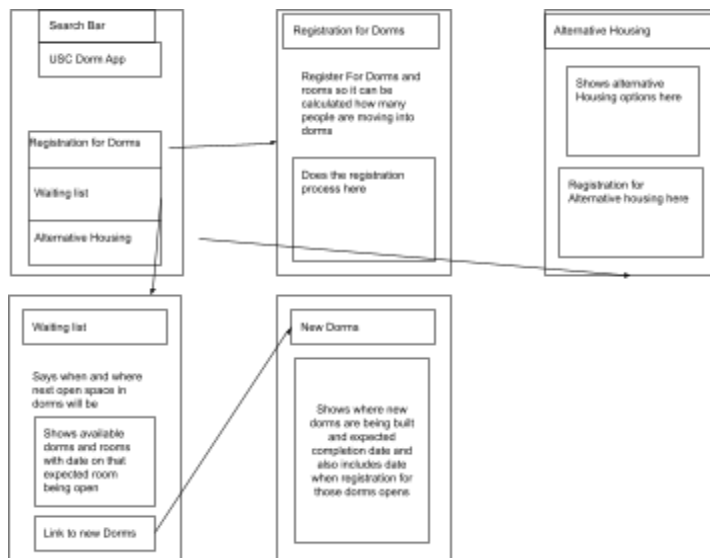 Search Bar
USC Dorm App
Registration for Dorms
Waiting list
Alternative Housing
Registration for Dorms
Register For Dorms and
rooms so it can be
calculated how many
people are moving into
dorms
Does the registration
process here
Alternative Housing
Shows alternative
Housing options here
Registration for
Alternative housing here
Waiting list
Says when and where
next open space in
dorms will be
Shows available
dorms and rooms
with date on that
expected room
being open
Link to new Dorms
New Dorms
Shows where new
dorms are being built
and expected
completion date and
also includes date
when registration for
those dorms opens